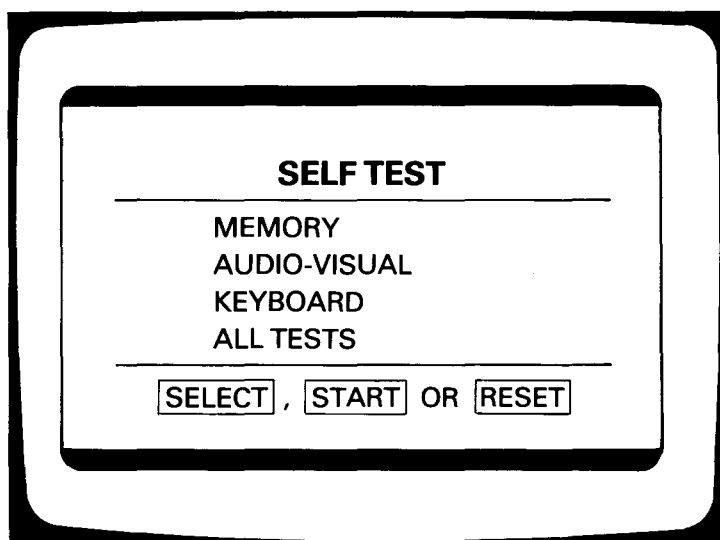 SELF TEST
MEMORY
AUDIO-VISUAL
KEYBOARD
ALL TESTS
SELECT, START OR RESET